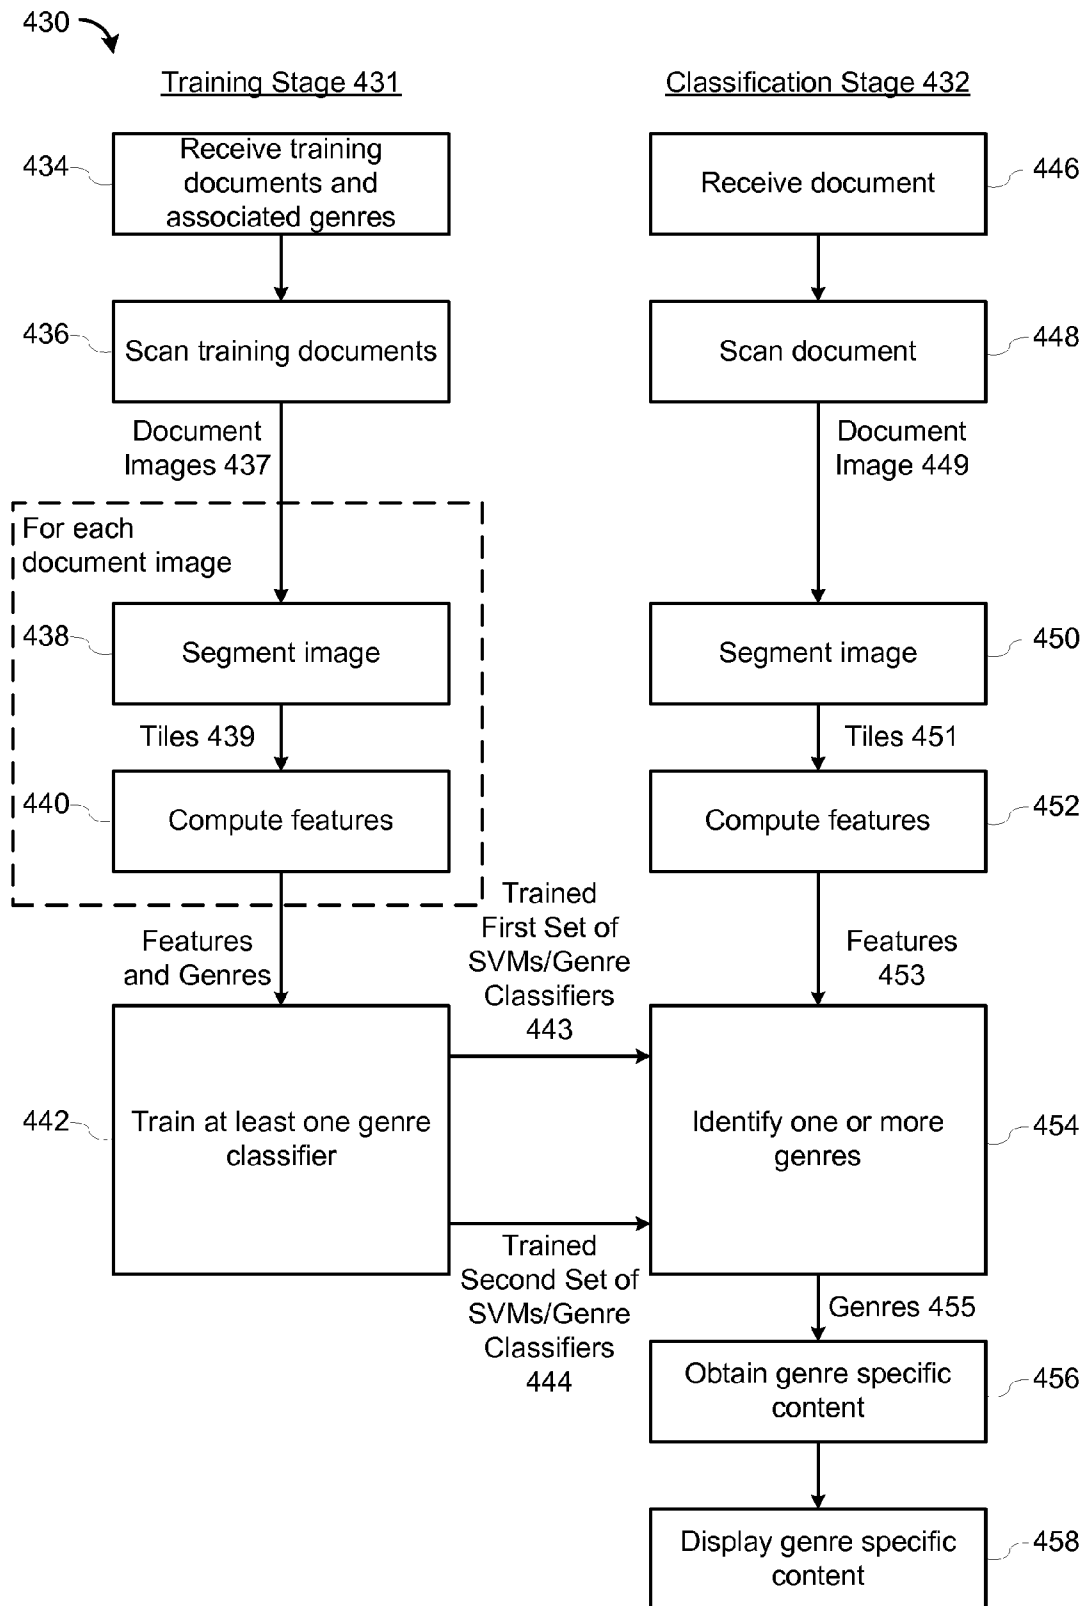 430
Training Stage 431
Classification Stage 432
434
Receive training
documents and
associated genres
Receive document
446
436
Scan training documents
Scan document
448
Document
Images 437
Document
Image 449
For each
document image
438
Segment image
Segment image
450
Tiles 439
Tiles 451
440
Compute features
Compute features
452
Features
and Genres
Trained
First Set of
SVMs/Genre
Classifiers
443
Features
453
442
Train at least one genre
classifier
Identify one or more
genres
454
Trained
Second Set of
SVMs/Genre
Classifiers
444
Genres 455
Obtain genre specific
content
456
Display genre specific
content
458